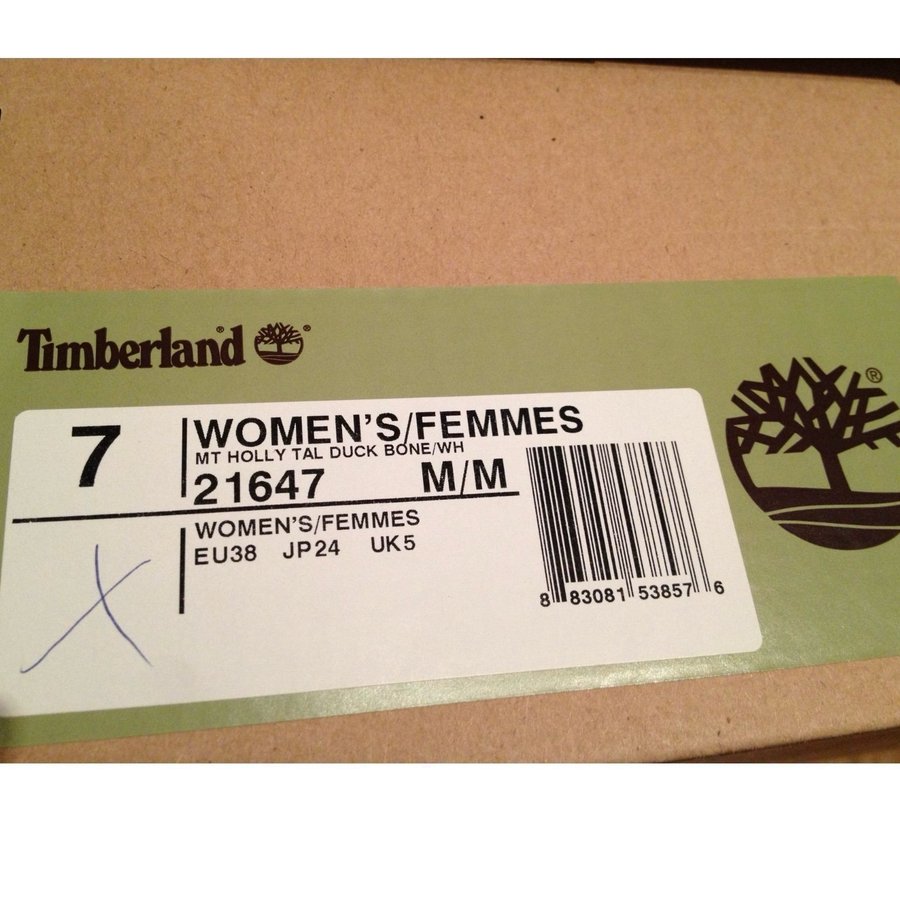 Timberland® ®
®
7
WOMEN'S/FEMMES
MT HOLLY TAL DUCK BONE/WH
21647 M/M
WOMEN'S/FEMMES
EU38 JP24 UK5
X
8 83081 53857 6